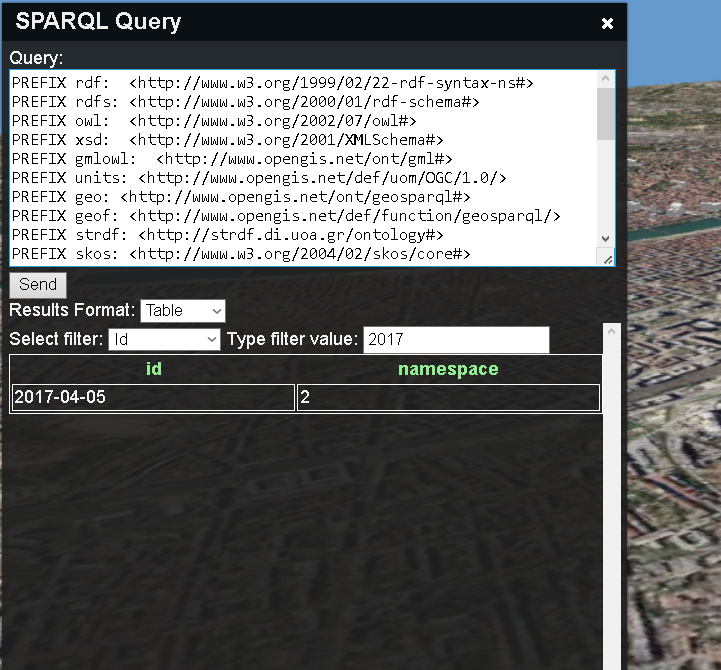 SPARQL Query ×
Query:
PREFIX rdf:  <http://www.w3.org/1999/02/22-rdf-syntax-ns#>
PREFIX rdfs: <http://www.w3.org/2000/01/rdf-schema#>
PREFIX owl:  <http://www.w3.org/2002/07/owl#>
PREFIX xsd:  <http://www.w3.org/2001/XMLSchema#>
PREFIX gmlowl:  <http://www.opengis.net/ont/gml#>
PREFIX units: <http://www.opengis.net/def/uom/OGC/1.0/>
PREFIX geo: <http://www.opengis.net/ont/geosparql#>
PREFIX geof: <http://www.opengis.net/def/function/geosparql/>
PREFIX strdf: <http://strdf.di.uoa.gr/ontology#>
PREFIX skos: <http://www.w3.org/2004/02/skos/core#>
Send
Results Format: Table
Select filter: Id Type filter value: 2017
id namespace
2017-04-05 2